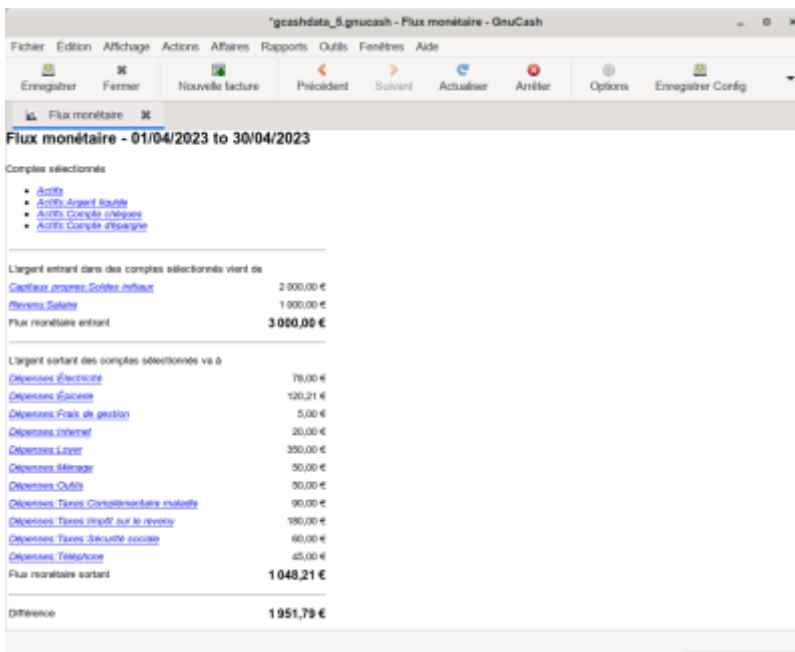 *gcashdata_5.gnucash - Flux monétaire - GnuCash
Fichier Édition Affichage Actions Affaires Rapports Outils Fenêtres Aide
Enregistrer Fermer Nouvelle facture Précédent Suivant Actualiser Arrêter Options Enregistrer Config
Flux monétaire
Flux monétaire - 01/04/2023 to 30/04/2023
Comptes sélectionnés
Actifs
Actifs:Argent liquide
Actifs:Compte chèques
Actifs:Compte d'épargne
L'argent entrant dans des comptes sélectionnés vient de
Capitaux propres:Soldes initiaux 2 000,00 €
Revenu:Salaire 1 000,00 €
Flux monétaire entrant 3 000,00 €
L'argent sortant des comptes sélectionnés va à
Dépenses:Électricité 78,00 €
Dépenses:Épicerie 120,21 €
Dépenses:Frais de gestion 5,00 €
Dépenses:Internet 20,00 €
Dépenses:Loyer 350,00 €
Dépenses:Ménage 50,00 €
Dépenses:Outils 50,00 €
Dépenses:Taxes:Complémentaire maladie 90,00 €
Dépenses:Taxes:Impôt sur le revenu 180,00 €
Dépenses:Taxes:Sécurité sociale 60,00 €
Dépenses:Téléphone 45,00 €
Flux monétaire sortant 1 048,21 €
Différence 1 951,79 €